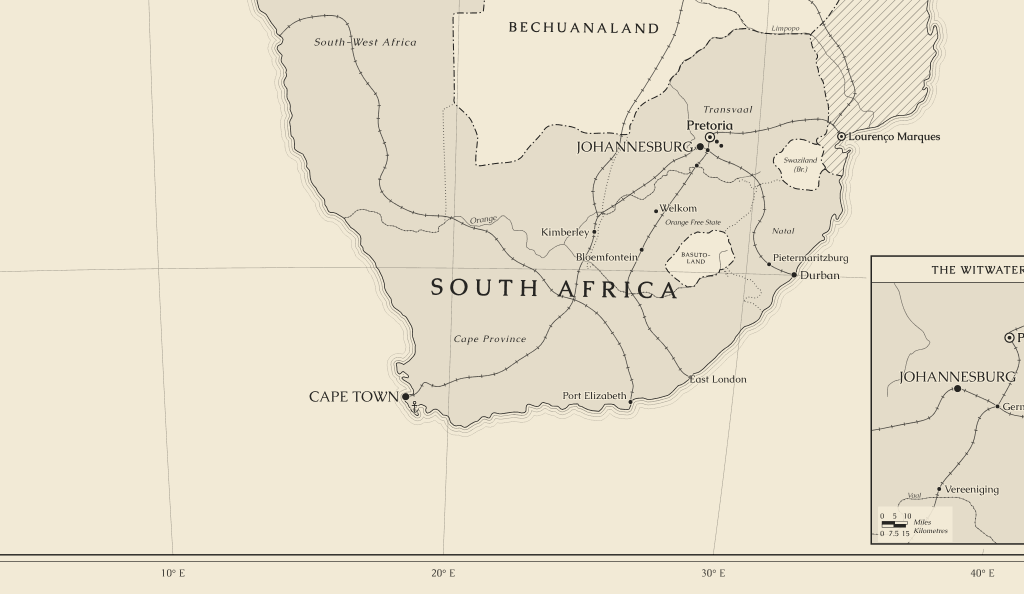 BECHUANALAND
Limpopo
South-West Africa
Transvaal
Pretoria
Lourenço Marques
JOHANNESBURG
Swaziland
(Br.)
Welkom
Orange
Orange Free State
Kimberley
Natal
Bloemfontein
BASUTO-
LAND
Pietermaritzburg
Durban
SOUTH AFRICA
Cape Province
East London
CAPE TOWN
Port Elizabeth
THE WITWATER
P
JOHANNESBURG
Germ
Vereeniging
Vaal
0 5 10
Miles
Kilometres
0 7.5 15
10° E
20° E
30° E
40° E